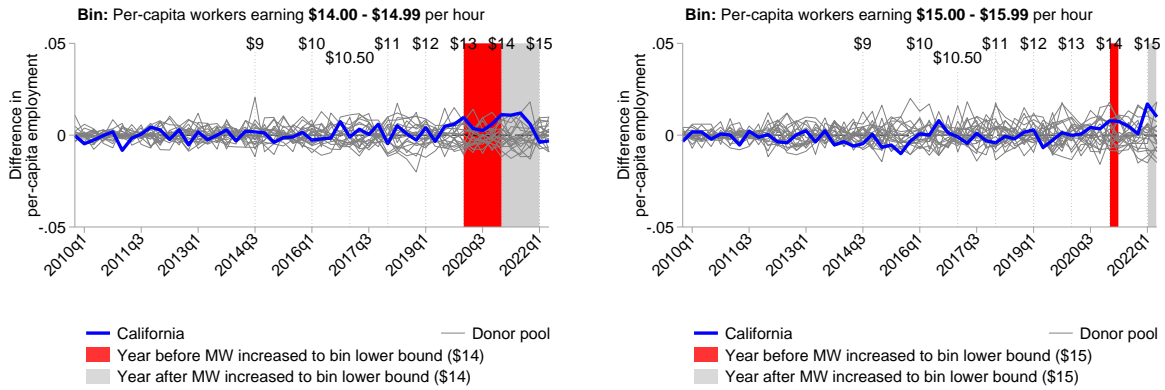 Bin: Per-capita workers earning $14.00 - $14.99 per hour
.05
0
-.05
Difference in
per-capita employment
$9 $10 $11 $12 $13 $14 $15
$10.50
2010q1 2011q3 2013q1 2014q3 2016q1 2017q3 2019q1 2020q3 2022q1
California Donor pool
Year before MW increased to bin lower bound ($14)
Year after MW increased to bin lower bound ($14)
Bin: Per-capita workers earning $15.00 - $15.99 per hour
.05
0
-.05
Difference in
per-capita employment
$9 $10 $11 $12 $13 $14 $15
$10.50
2010q1 2011q3 2013q1 2014q3 2016q1 2017q3 2019q1 2020q3 2022q1
California Donor pool
Year before MW increased to bin lower bound ($15)
Year after MW increased to bin lower bound ($15)